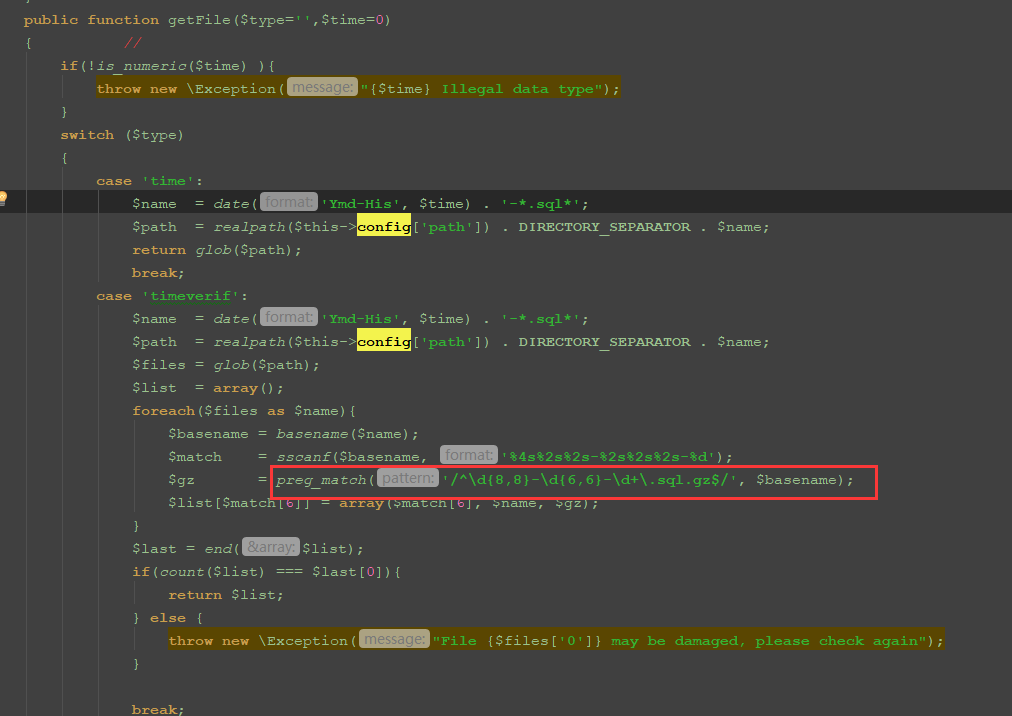 public function getFile($type='',$time=0)
{ //
if(!is_numeric($time) ){
throw new \Exception( message: "{$time} Illegal data type");
}
switch ($type)
{
case 'time':
$name = date( format: 'Ymd-His', $time) . '-*.sql*';
$path = realpath($this->config['path']) . DIRECTORY_SEPARATOR . $name;
return glob($path);
break;
case 'timeverif':
$name = date( format: 'Ymd-His', $time) . '-*.sql*';
$path = realpath($this->config['path']) . DIRECTORY_SEPARATOR . $name;
$files = glob($path);
$list = array();
foreach($files as $name){
$basename = basename($name);
$match = sscanf($basename, format: '%4s%2s%2s-%2s%2s%2s-%d');
$gz = preg_match( pattern: '/^\d{8,8}-\d{6,6}-\d+\.sql.gz$/', $basename);
$list[$match[6]] = array($match[6], $name, $gz);
}
$last = end( &array: $list);
if(count($list) === $last[0]){
return $list;
} else {
throw new \Exception( message: "File {$files['0']} may be damaged, please check again");
}
break;